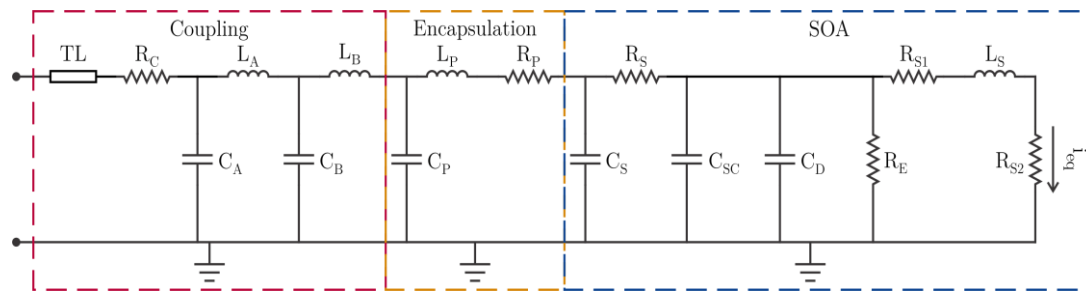 Coupling
Encapsulation
SOA
TL
R_C
L_A
L_B
L_P
R_P
R_S
R_S1
L_S
C_A
C_B
C_P
C_S
C_SC
C_D
R_E
R_S2
i_eq